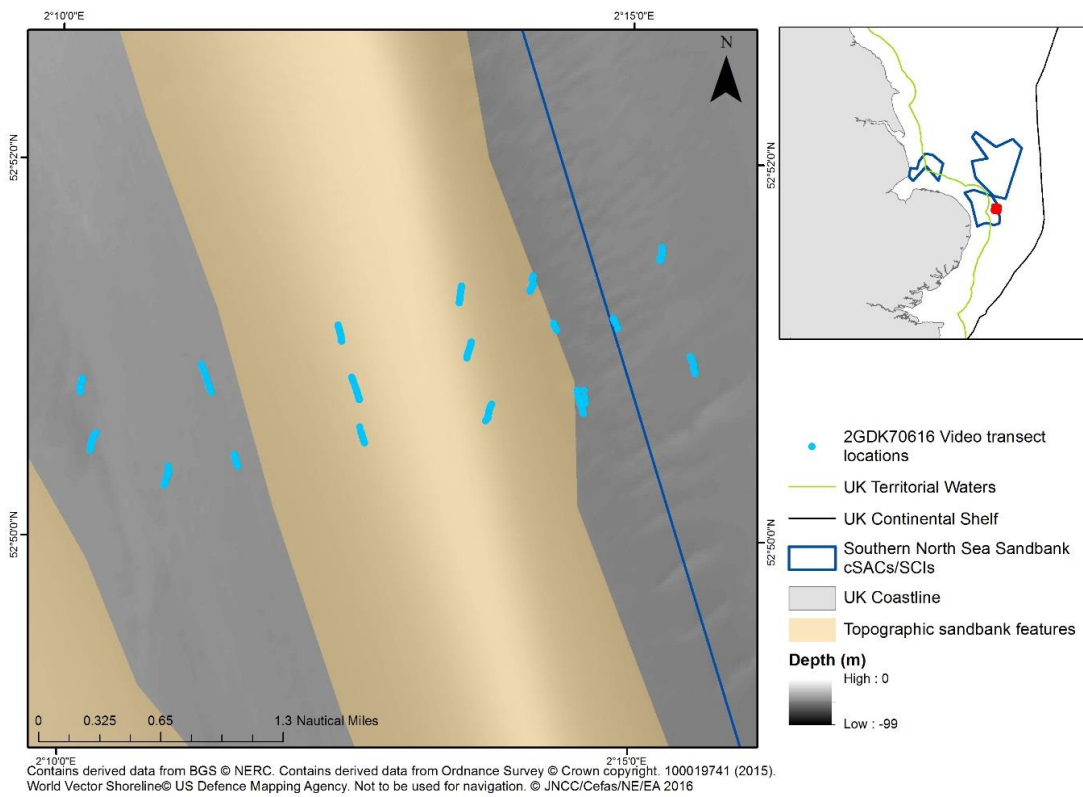 2°10'0"E
2°15'0"E
N
52°52'0"N
52°52'0"N
52°50'0"N
52°50'0"N
0 0.325 0.65 1.3 Nautical Miles
2°10'0"E
2°15'0"E
2GDK70616 Video transect
locations
UK Territorial Waters
UK Continental Shelf
Southern North Sea Sandbank
cSACs/SCIs
UK Coastline
Topographic sandbank features
Depth (m)
High : 0
Low : -99
Contains derived data from BGS © NERC. Contains derived data from Ordnance Survey © Crown copyright. 100019741 (2015).
World Vector Shoreline© US Defence Mapping Agency. Not to be used for navigation. © JNCC/Cefas/NE/EA 2016